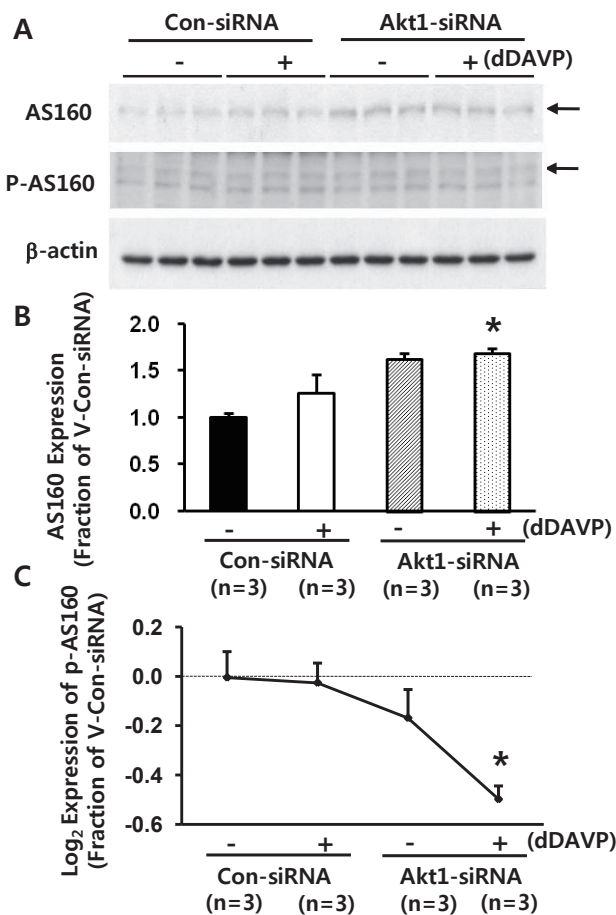 A
Con-siRNA Akt1-siRNA
- + - + (dDAVP)
AS160
P-AS160
β-actin
B
AS160 Expression
(Fraction of V-Con-siRNA)
2.0
1.5
1.0
0.5
0.0
*
- + - + (dDAVP)
Con-siRNA Akt1-siRNA
(n=3) (n=3) (n=3) (n=3)
C
Log₂ Expression of p-AS160
(Fraction of V-Con-siRNA)
0.2
0.0
-0.2
-0.4
-0.6
*
- + - + (dDAVP)
Con-siRNA Akt1-siRNA
(n=3) (n=3) (n=3) (n=3)